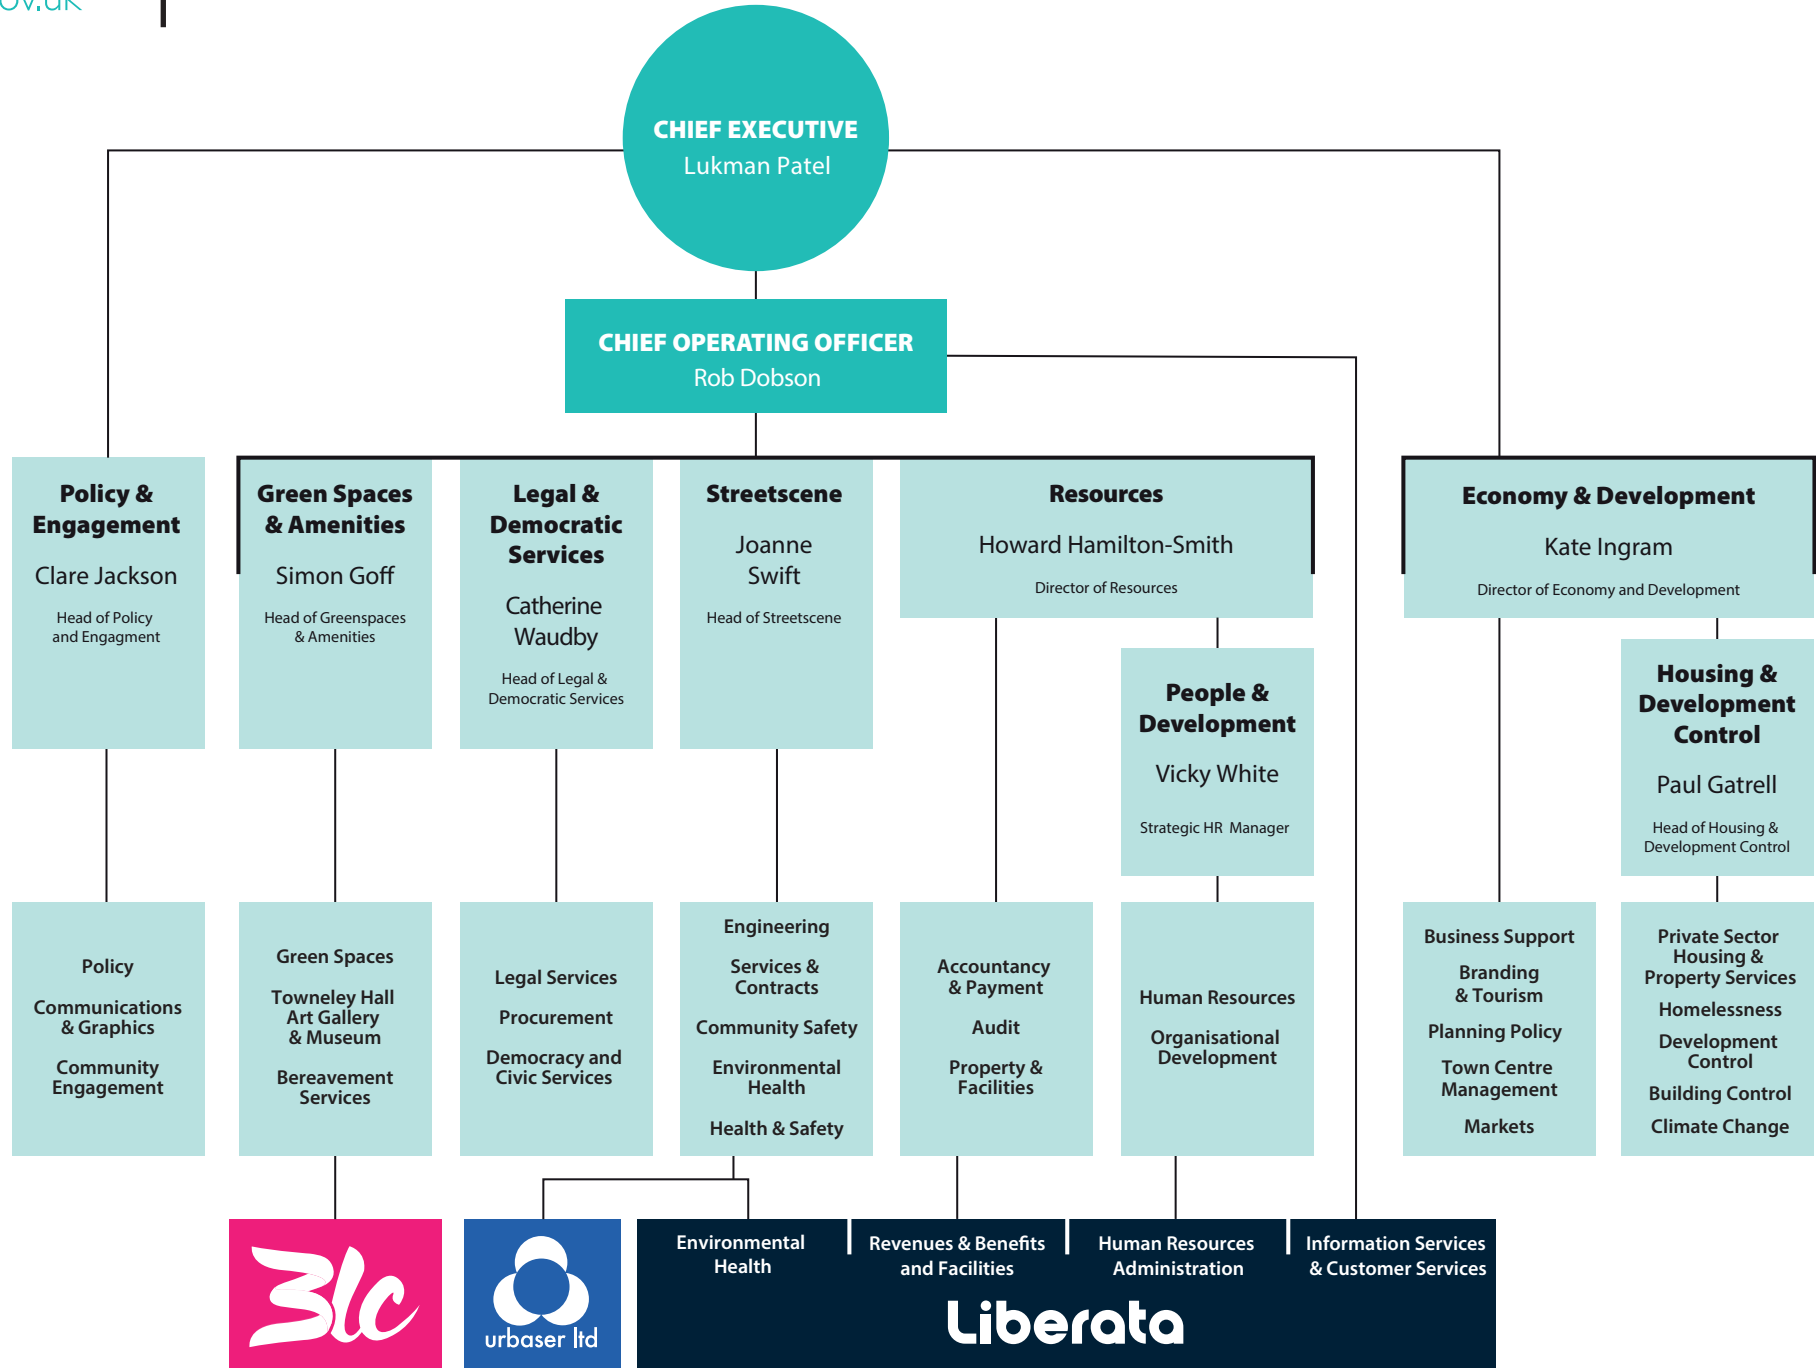 ov.uk
CHIEF EXECUTIVE
Lukman Patel
CHIEF OPERATING OFFICER
Rob Dobson
Policy &
Engagement
Clare Jackson
Head of Policy
and Engagment
Green Spaces
& Amenities
Simon Goff
Head of Greenspaces
& Amenities
Legal &
Democratic
Services
Catherine
Waudby
Head of Legal &
Democratic Services
Streetscene
Joanne
Swift
Head of Streetscene
Resources
Howard Hamilton-Smith
Director of Resources
People &
Development
Vicky White
Strategic HR Manager
Economy & Development
Kate Ingram
Director of Economy and Development
Housing &
Development
Control
Paul Gatrell
Head of Housing &
Development Control
Policy
Communications
& Graphics
Community
Engagement
Green Spaces
Towneley Hall
Art Gallery
& Museum
Bereavement
Services
Legal Services
Procurement
Democracy and
Civic Services
Engineering
Services &
Contracts
Community Safety
Environmental
Health
Health & Safety
Accountancy
& Payment
Audit
Property &
Facilities
Human Resources
Organisational
Development
Business Support
Branding
& Tourism
Planning Policy
Town Centre
Management
Markets
Private Sector
Housing &
Property Services
Homelessness
Development
Control
Building Control
Climate Change
Blc
urbaser ltd
Environmental
Health
Revenues & Benefits
and Facilities
Human Resources
Administration
Information Services
& Customer Services
Liberata